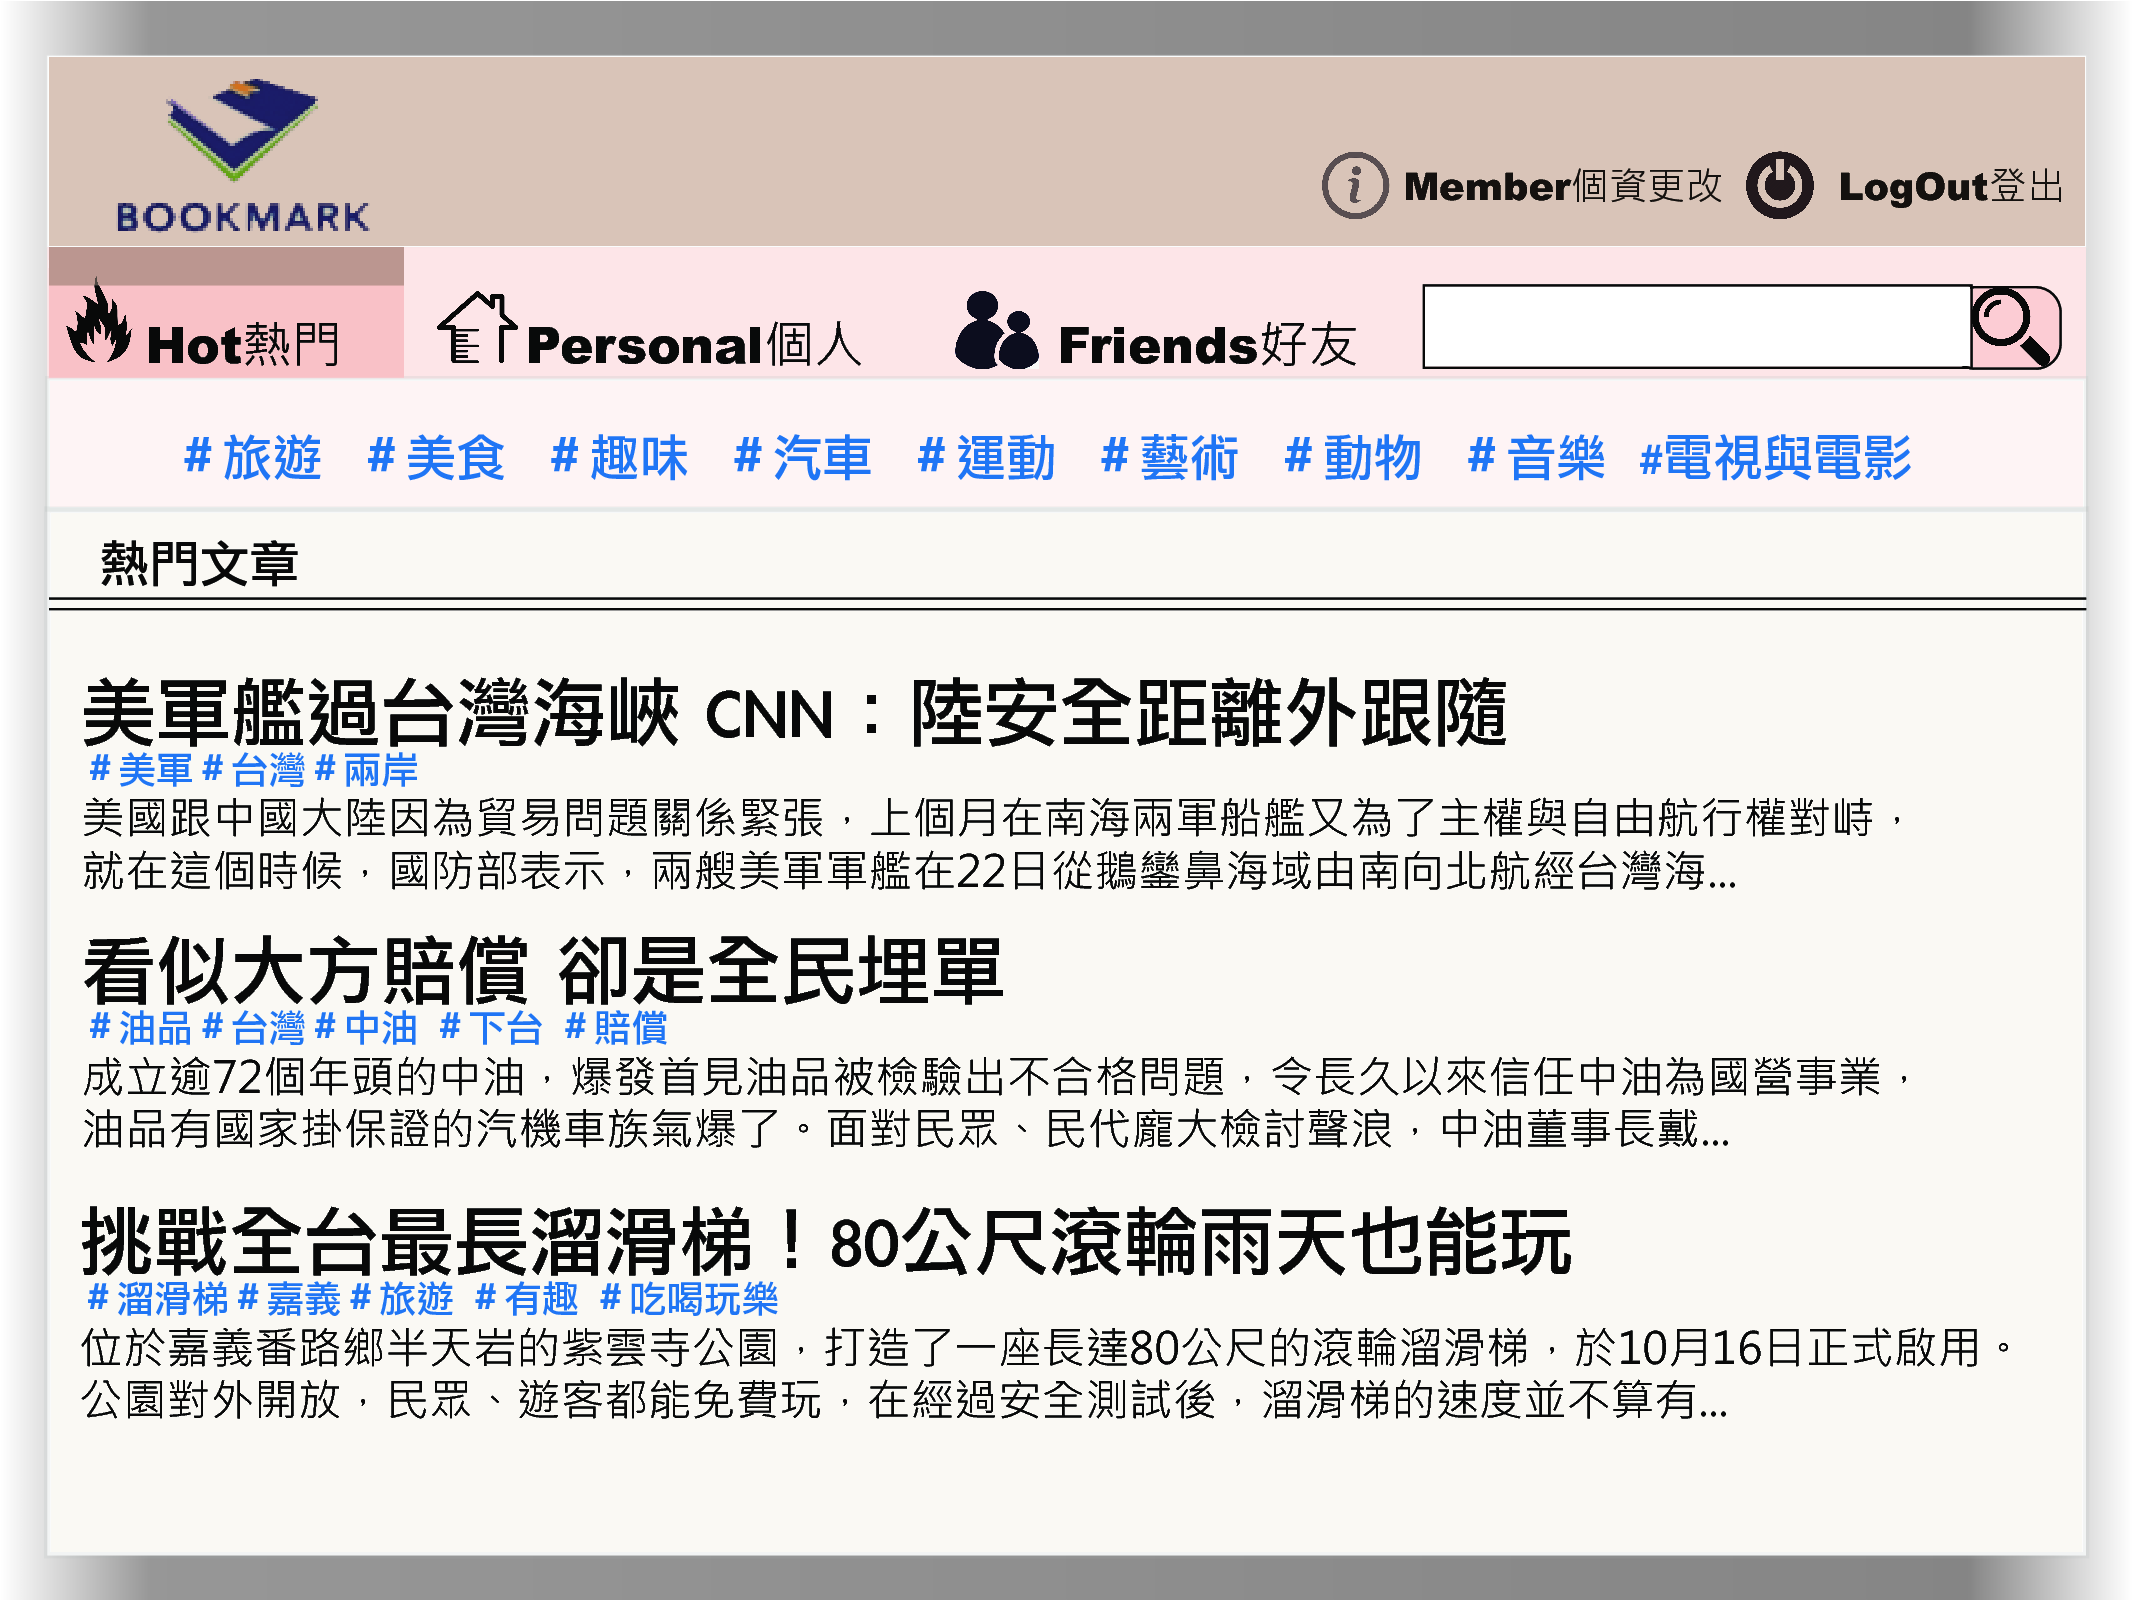 BOOKMARK
Member個資更改 LogOut登出
Hot熱門 Personal個人 Friends好友
#旅遊 #美食 #趣味 #汽車 #運動 #藝術 #動物 #音樂 #電視與電影
熱門文章
美軍艦過台灣海峽 CNN：陸安全距離外跟隨
#美軍#台灣#兩岸
美國跟中國大陸因為貿易問題關係緊張，上個月在南海兩軍船艦又為了主權與自由航行權對峙，
就在這個時候，國防部表示，兩艘美軍軍艦在22日從鵝鑾鼻海域由南向北航經台灣海...
看似大方賠償 卻是全民埋單
#油品#台灣#中油 #下台 #賠償
成立逾72個年頭的中油，爆發首見油品被檢驗出不合格問題，令長久以來信任中油為國營事業，
油品有國家掛保證的汽機車族氣爆了。面對民眾、民代龐大檢討聲浪，中油董事長戴...
挑戰全台最長溜滑梯！80公尺滾輪雨天也能玩
#溜滑梯#嘉義#旅遊 #有趣 #吃喝玩樂
位於嘉義番路鄉半天岩的紫雲寺公園，打造了一座長達80公尺的滾輪溜滑梯，於10月16日正式啟用。
公園對外開放，民眾、遊客都能免費玩，在經過安全測試後，溜滑梯的速度並不算有...